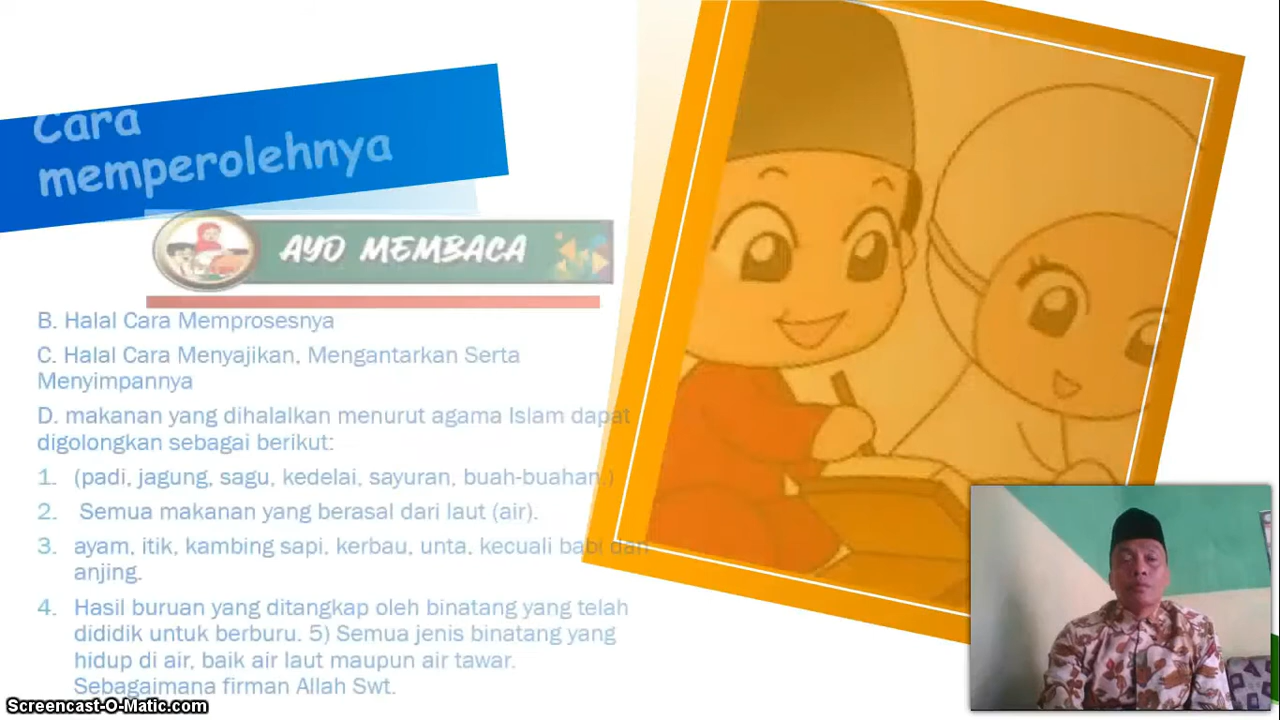 Cara
memperolehnya
AYO MEMBACA
B. Halal Cara Memprosesnya
C. Halal Cara Menyajikan, Mengantarkan Serta
Menyimpannya
D. makanan yang dihalalkan menurut agama Islam dapat
digolongkan sebagai berikut:
1. (padi, jagung, sagu, kedelai, sayuran, buah-buahan.)
2. Semua makanan yang berasal dari laut (air).
3. ayam, itik, kambing sapi, kerbau, unta, kecuali babi dan
anjing.
4. Hasil buruan yang ditangkap oleh binatang yang telah
dididik untuk berburu. 5) Semua jenis binatang yang
hidup di air, baik air laut maupun air tawar.
Sebagaimana firman Allah Swt.
Screencast-O-Matic.com